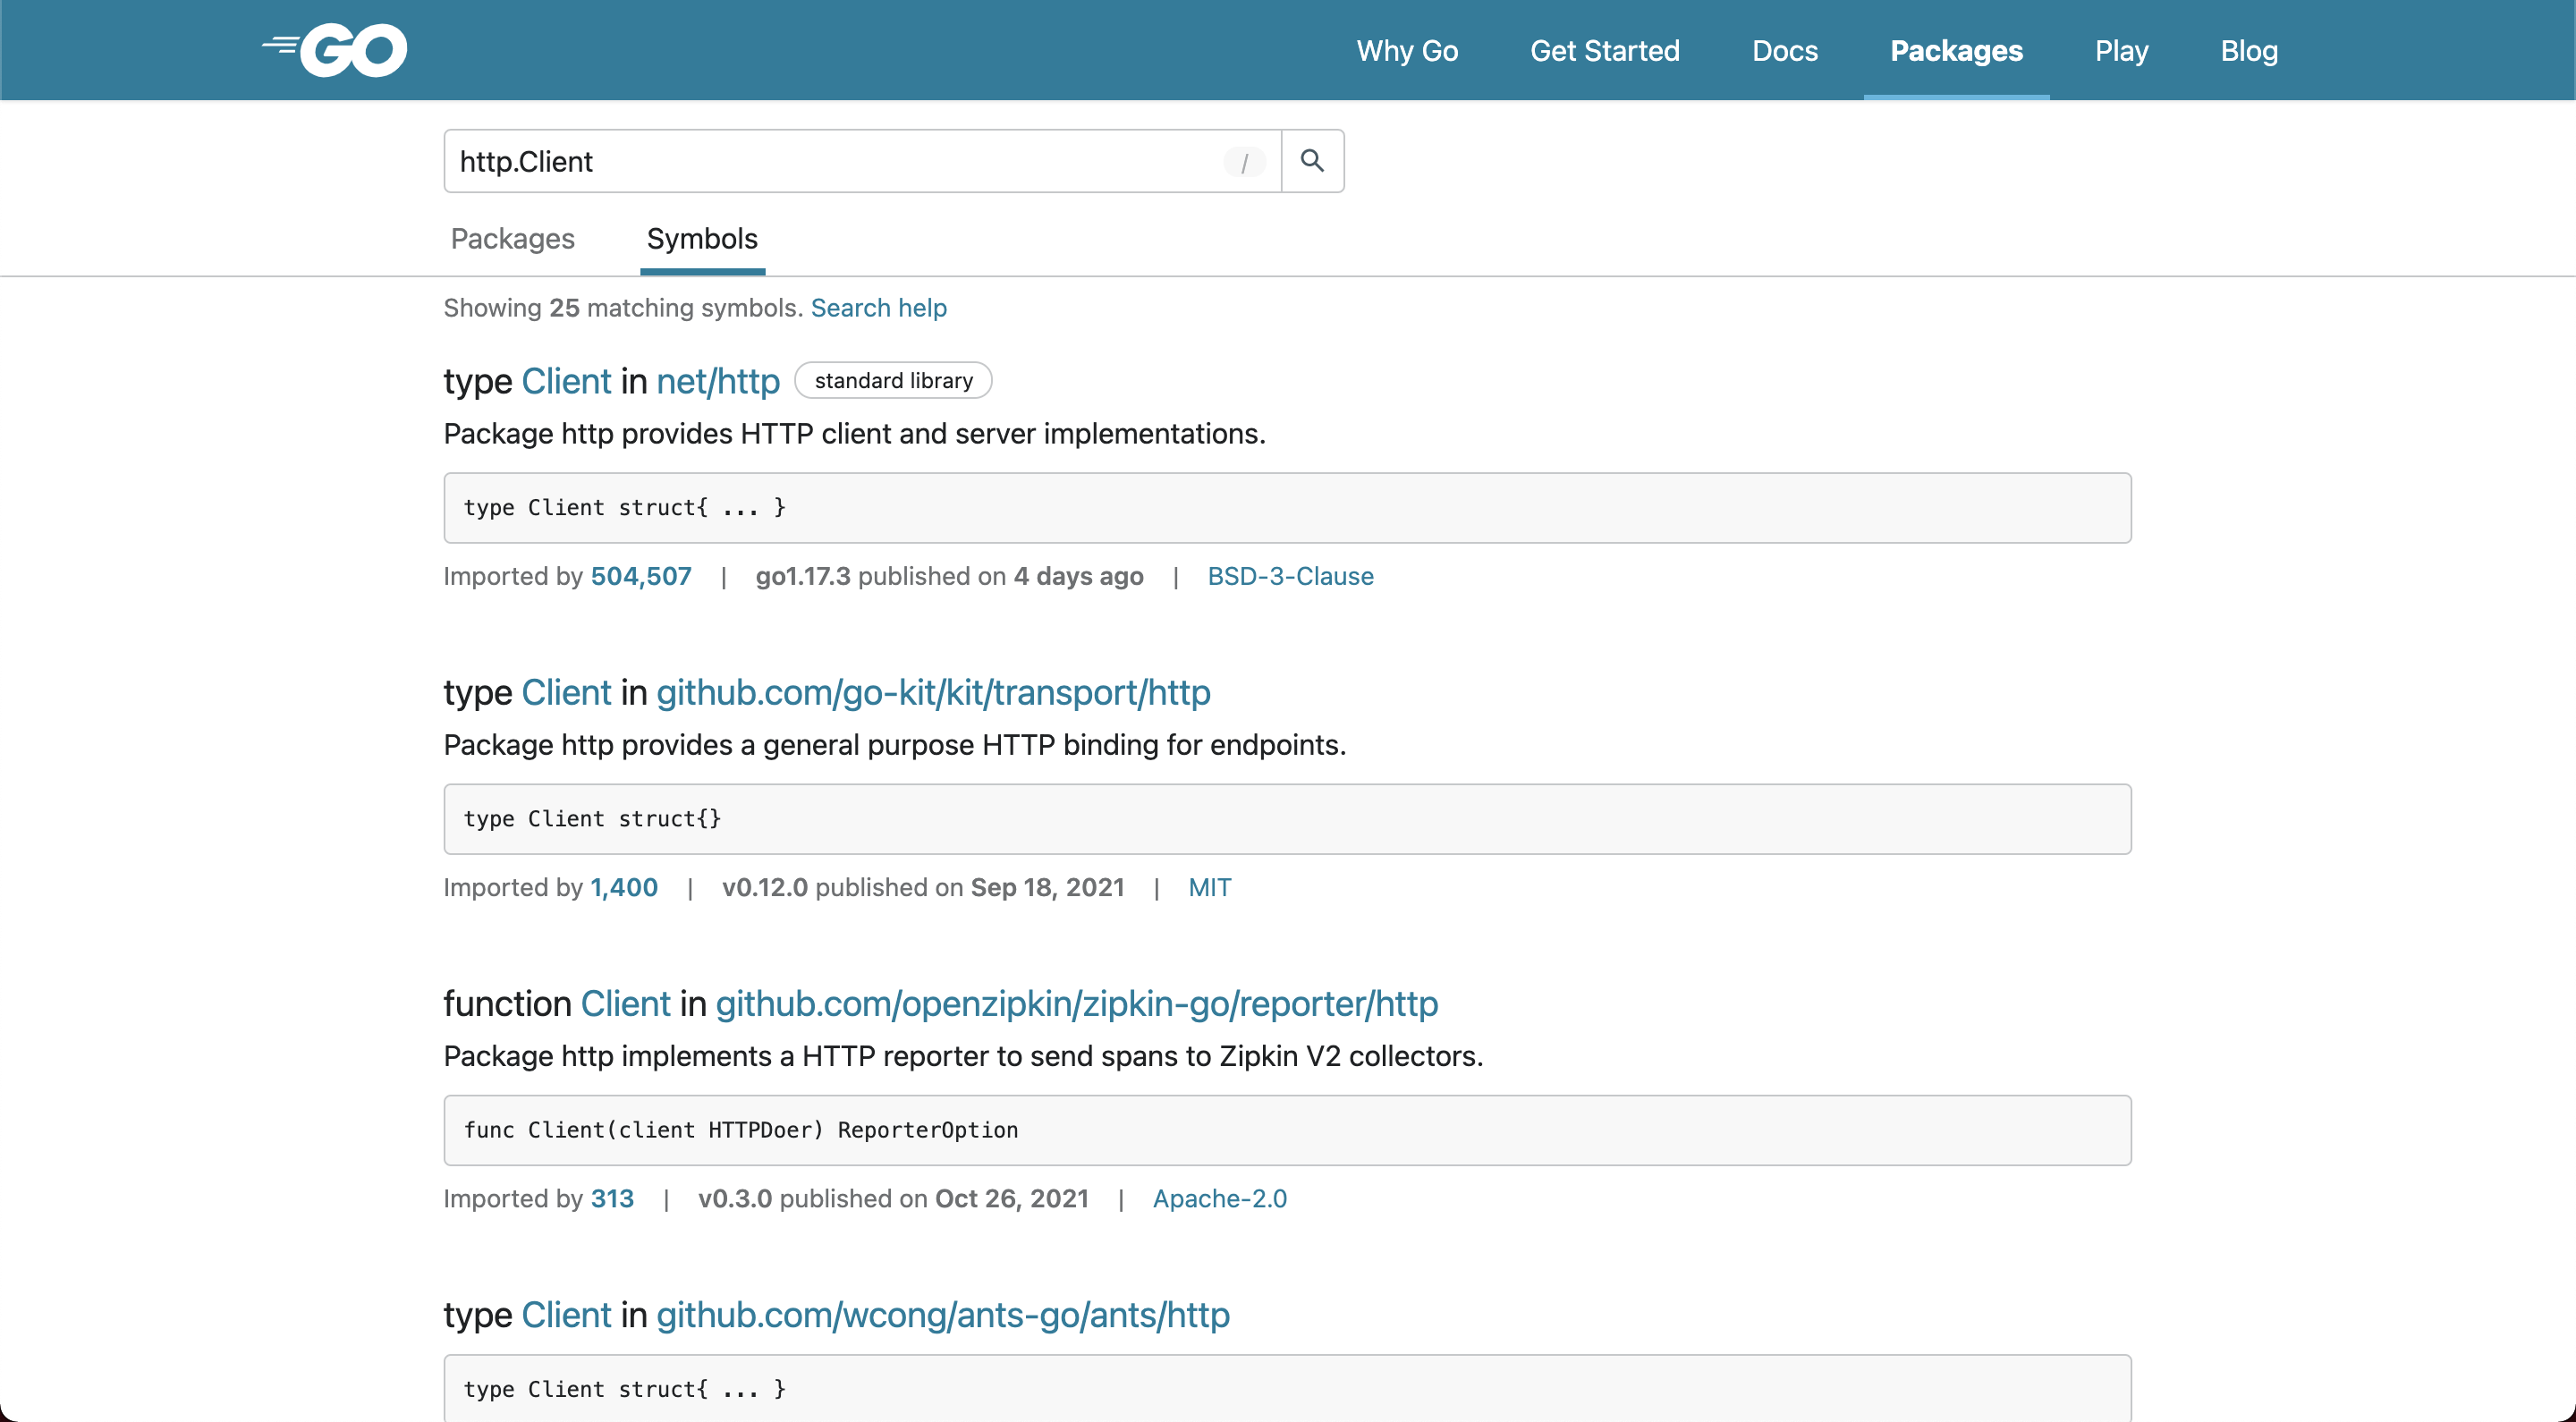 GO
Why Go Get Started Docs Packages Play Blog
http.Client /
Packages Symbols
Showing 25 matching symbols. Search help
type Client in net/http standard library
Package http provides HTTP client and server implementations.
type Client struct{ ... }
Imported by 504,507 | go1.17.3 published on 4 days ago | BSD-3-Clause
type Client in github.com/go-kit/kit/transport/http
Package http provides a general purpose HTTP binding for endpoints.
type Client struct{}
Imported by 1,400 | v0.12.0 published on Sep 18, 2021 | MIT
function Client in github.com/openzipkin/zipkin-go/reporter/http
Package http implements a HTTP reporter to send spans to Zipkin V2 collectors.
func Client(client HTTPDoer) ReporterOption
Imported by 313 | v0.3.0 published on Oct 26, 2021 | Apache-2.0
type Client in github.com/wcong/ants-go/ants/http
type Client struct{ ... }